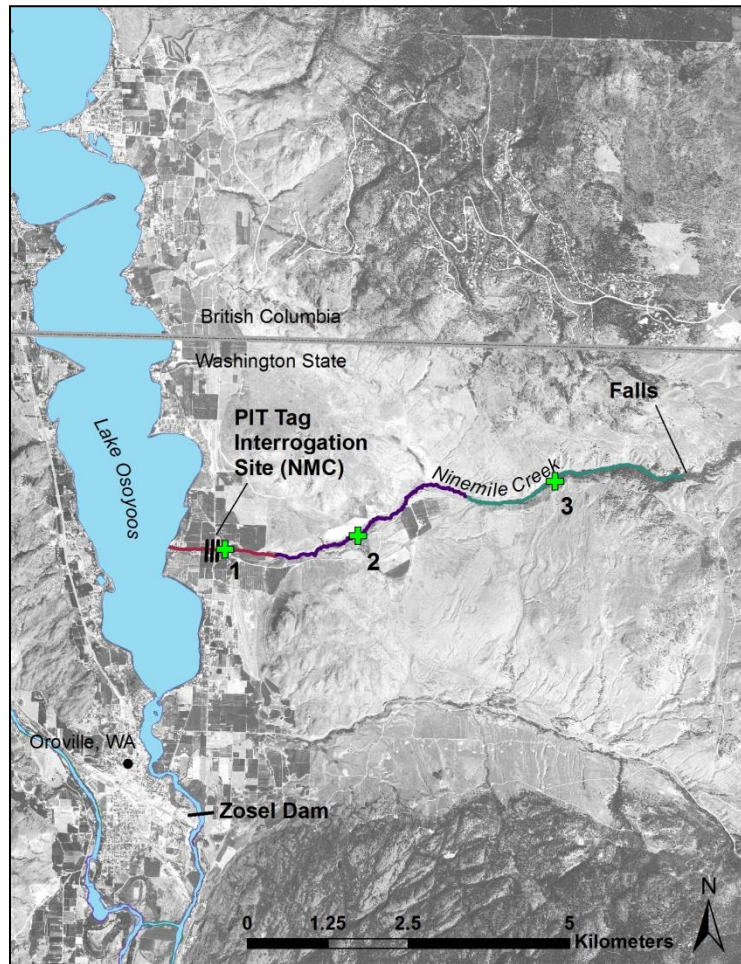 British Columbia
Washington State
Lake Osoyoos
PIT Tag
Interrogation
Site (NMC)
Falls
Ninemile Creek
1
2
3
Oroville, WA
Zosel Dam
N
0 1.25 2.5 5
Kilometers